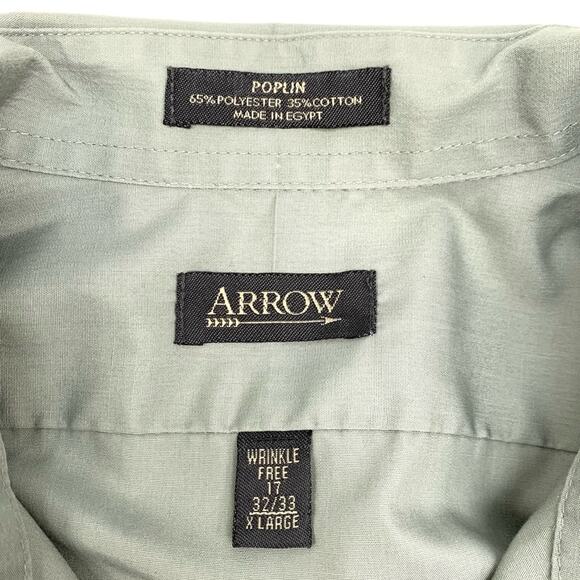 POPLIN
65% POLYESTER 35% COTTON
MADE IN EGYPT
ARROW
WRINKLE
FREE
17
32/33
X LARGE